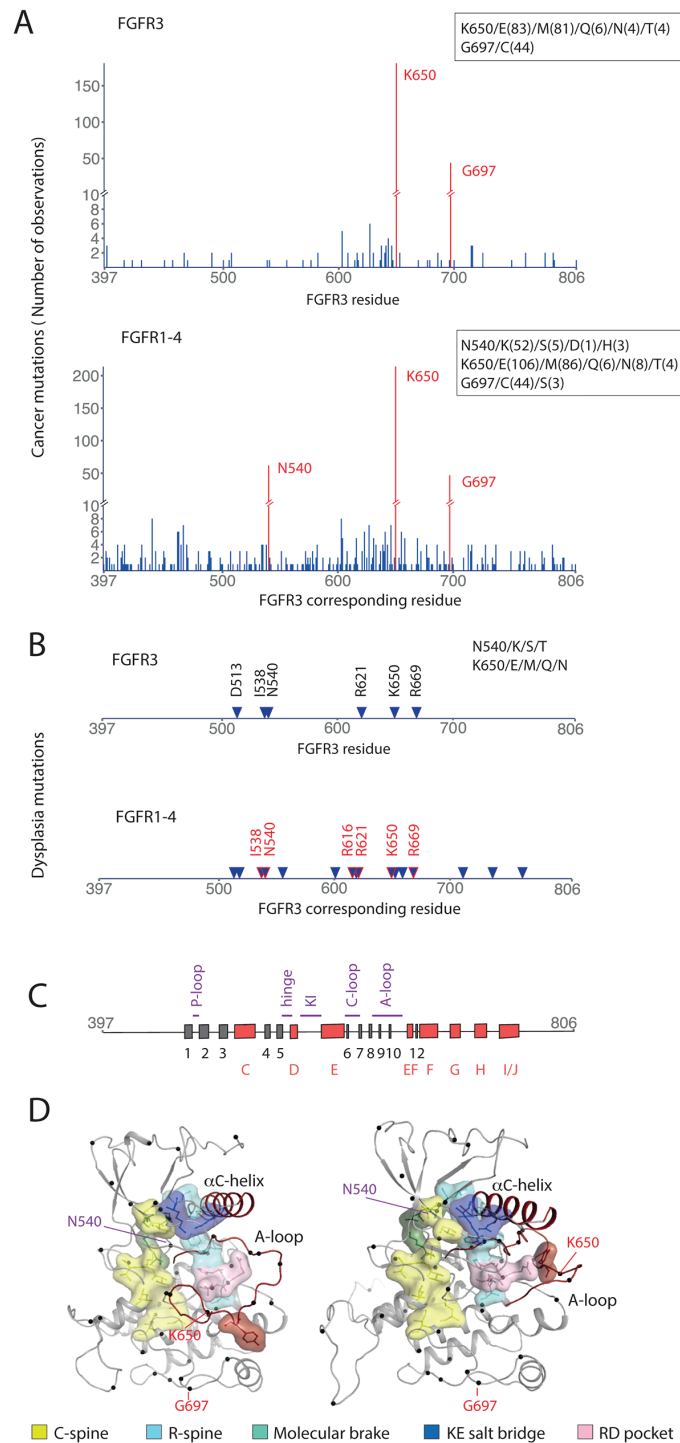 A
FGFR3
K650/E(83)/M(81)/Q(6)/N(4)/T(4)
G697/C(44)
Cancer mutations ( Number of observations)
150
100
50
10
8
6
4
2
K650
G697
397 500 600 700 806
FGFR3 residue
FGFR1-4
N540/K(52)/S(5)/D(1)/H(3)
K650/E(106)/M(86)/Q(6)/N(8)/T(4)
G697/C(44)/S(3)
200
150
100
50
10
8
6
4
2
K650
N540
G697
397 500 600 700 806
FGFR3 corresponding residue
B
FGFR3
N540/K/S/T
K650/E/M/Q/N
Dysplasia mutations
D513 I538 N540 R621 K650 R669
397 500 600 700 806
FGFR3 residue
FGFR1-4
I538 N540 R616 R621 K650 R669
397 500 600 700 806
FGFR3 corresponding residue
C
P-loop hinge KI C-loop A-loop
397 806
1 2 3 4 5 6 7 8 9 10 12
C D E EF F G H I/J
D
αC-helix
N540
A-loop
K650
G697
αC-helix
N540
K650
A-loop
G697
C-spine R-spine Molecular brake KE salt bridge RD pocket